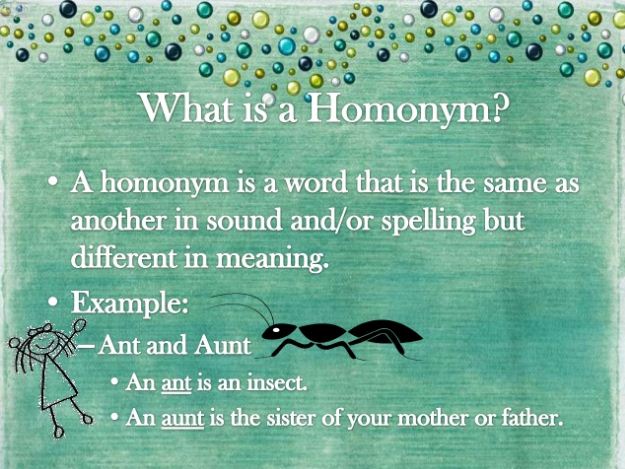 What is a Homonym?
• A homonym is a word that is the same as
another in sound and/or spelling but
different in meaning.
• Example:
– Ant and Aunt
• An ant is an insect.
• An aunt is the sister of your mother or father.